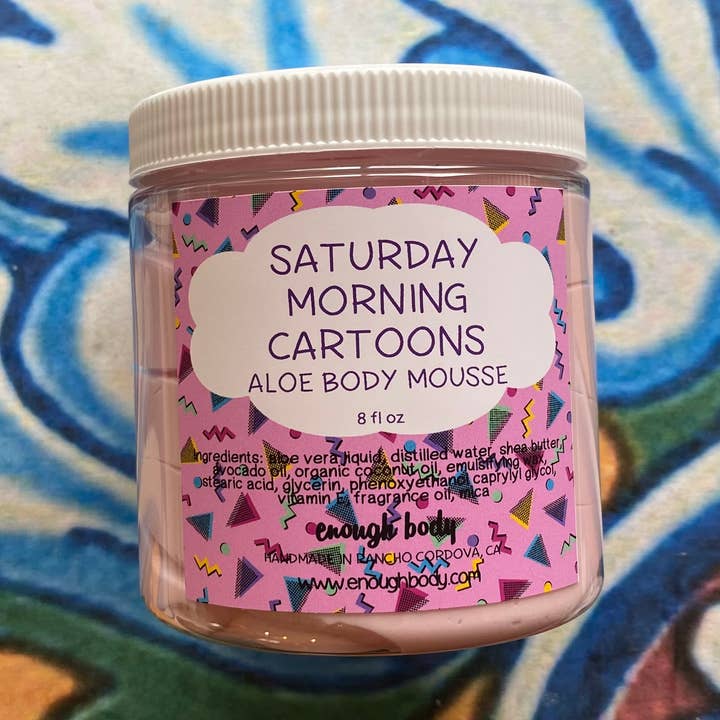 SATURDAY
MORNING
CARTOONS
ALOE BODY MOUSSE
8 fl oz
Ingredients: aloe vera liquid, distilled water, shea butter,
avocado oil, organic coconut oil, emulsifying wax,
stearic acid, glycerin, phenoxyethanol caprylyl glycol,
vitamin E, fragrance oil, mica
enough body
HANDMADE IN RANCHO CORDOVA, CA
www.enoughbody.com